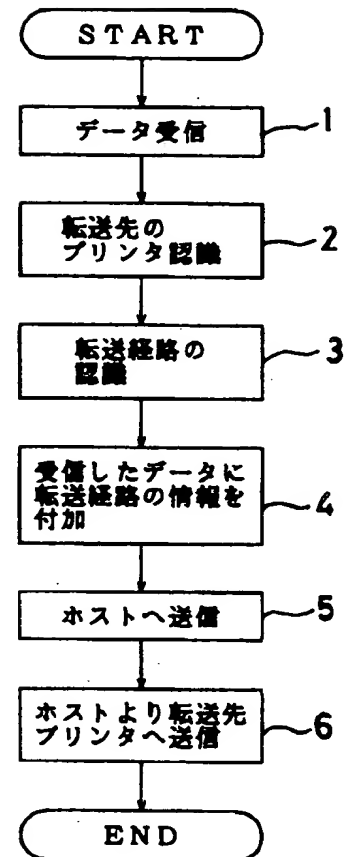 START
データ受信
1
転送先の
プリンタ認識
2
転送経路の
認識
3
受信したデータに
転送経路の情報を
付加
4
ホストへ送信
5
ホストより転送先
プリンタへ送信
6
END